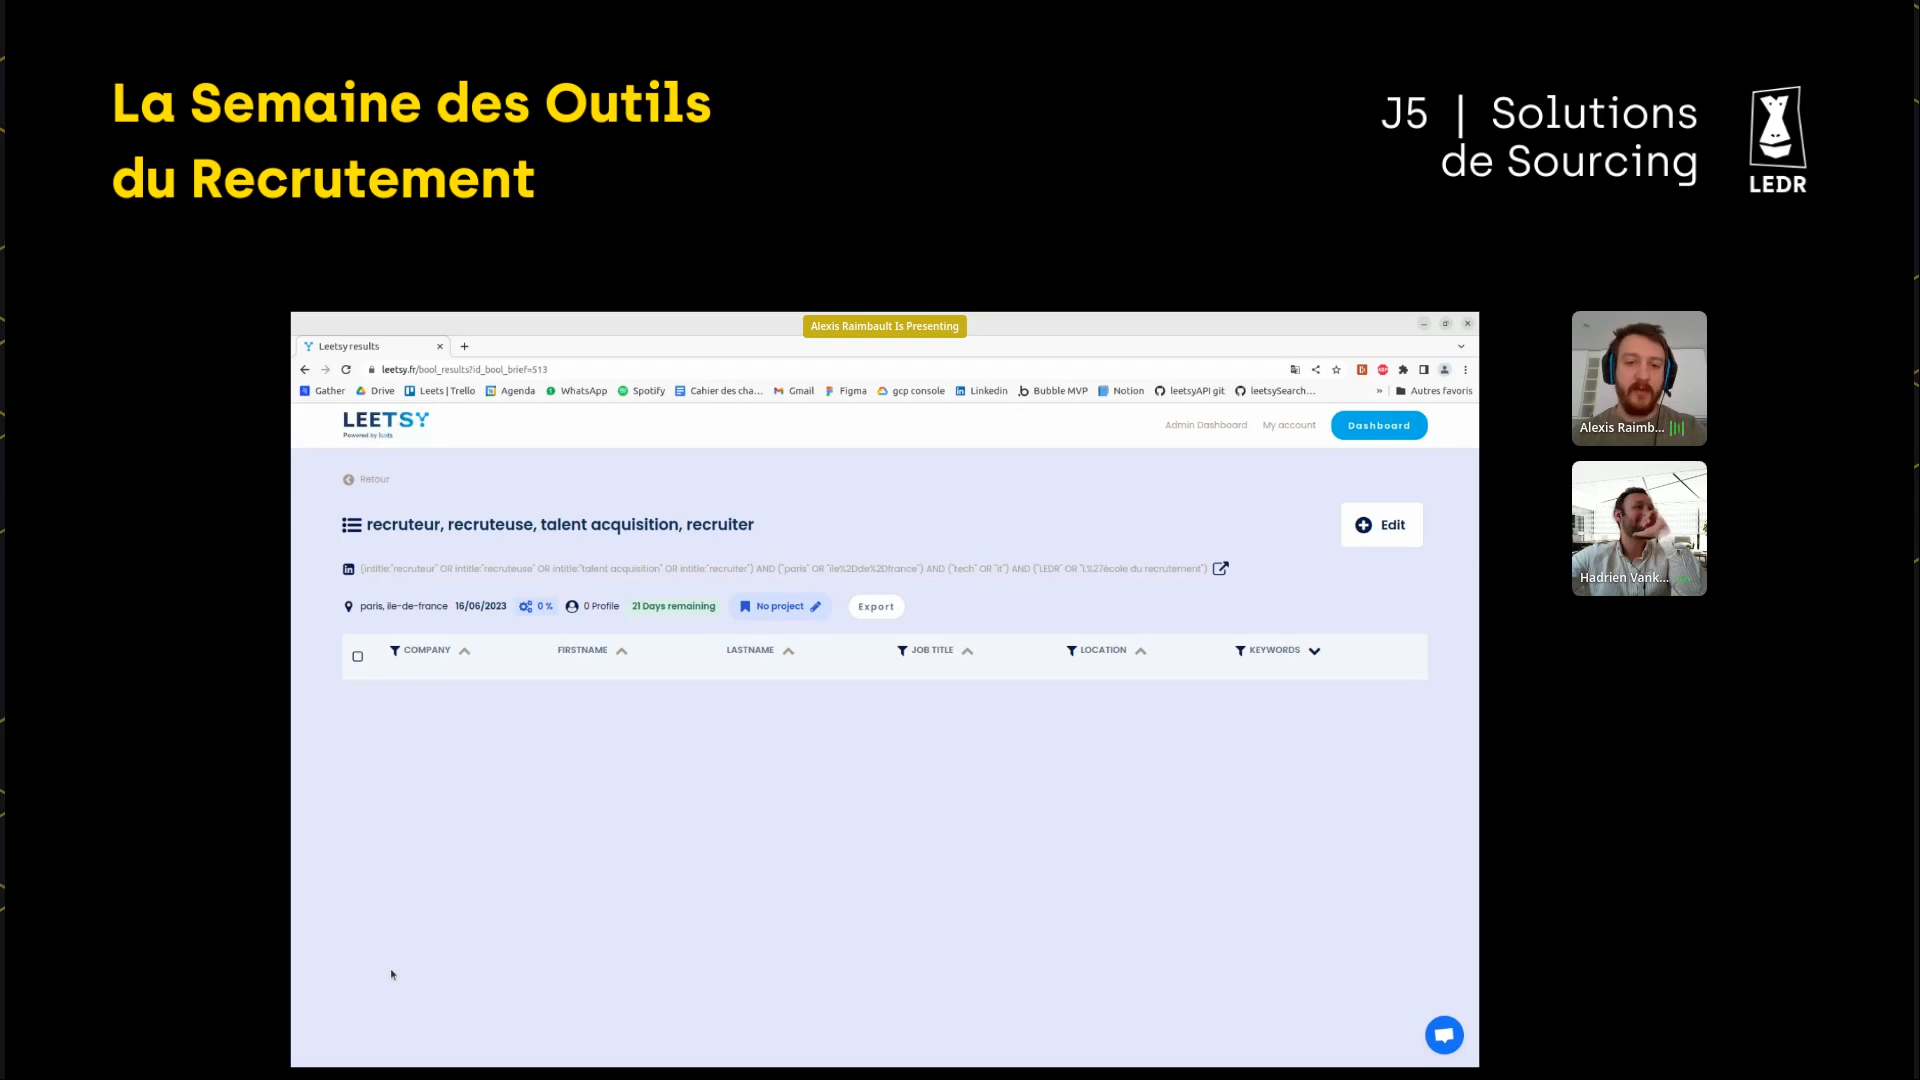 La Semaine des Outils
du Recrutement
J5 | Solutions
de Sourcing
LEDR
Alexis Raimbault Is Presenting
Leetsy results
leetsy.fr/bool_results?id_bool_brief=513
Gather Drive Leets | Trello Agenda WhatsApp Spotify Cahier des cha... Gmail Figma gcp console Linkedin Bubble MVP Notion leetsyAPI git leetsySearch... » Autres favoris
LEETSY
Powered by leets
Admin Dashboard My account Dashboard
Retour
recruteur, recruteuse, talent acquisition, recruiter
Edit
(intitle:"recruteur" OR intitle:"recruteuse" OR intitle:"talent acquisition" OR intitle:"recruiter") AND ("paris" OR "ile%2Dde%2Dfrance") AND ("tech" OR "it") AND ("LEDR" OR "L%27école du recrutement")
paris, ile-de-france 16/06/2023 0 % 0 Profile 21 Days remaining No project Export
COMPANY FIRSTNAME LASTNAME JOB TITLE LOCATION KEYWORDS
Alexis Raimb...
Hadrien Vank...